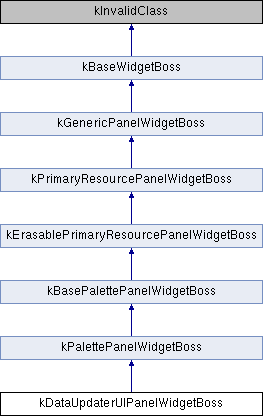 kInvalidClass
kBaseWidgetBoss
kGenericPanelWidgetBoss
kPrimaryResourcePanelWidgetBoss
kErasablePrimaryResourcePanelWidgetBoss
kBasePalettePanelWidgetBoss
kPalettePanelWidgetBoss
kDataUpdaterUIPanelWidgetBoss